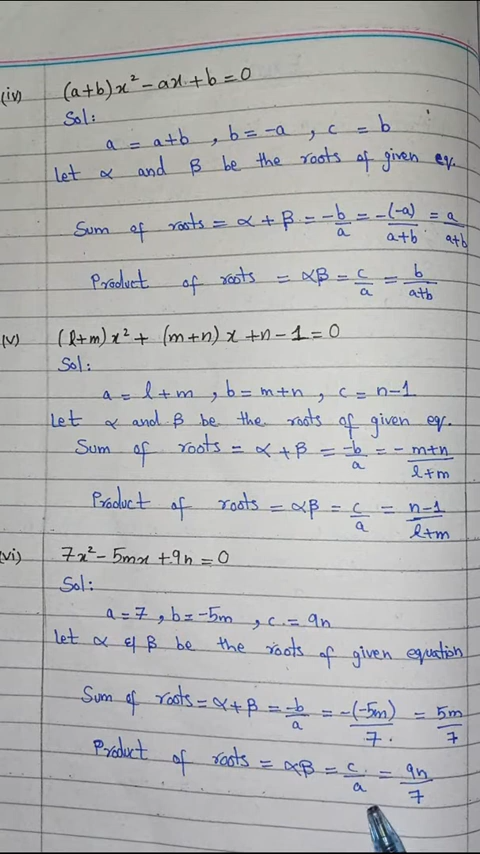 (iv) (a+b)x² - ax + b = 0
Sol:
a = a+b , b = -a , c = b
Let α and β be the roots of given eq.
Sum of roots = α + β = -b/a = -(-a)/a+b = a/a+b
Product of roots = αβ = c/a = b/a+b
(v) (l+m)x² + (m+n)x + n - 1 = 0
Sol:
a = l+m , b = m+n , c = n-1
Let α and β be the roots of given eq.
Sum of roots = α + β = -b/a = - m+n/l+m
Product of roots = αβ = c/a = n-1/l+m
(vi) 7x² - 5mx + 9n = 0
Sol:
a = 7 , b = -5m , c = 9n
Let α & β be the roots of given equation
Sum of roots = α + β = -b/a = -(-5m)/7 = 5m/7
Product of roots = αβ = c/a = 9n/7